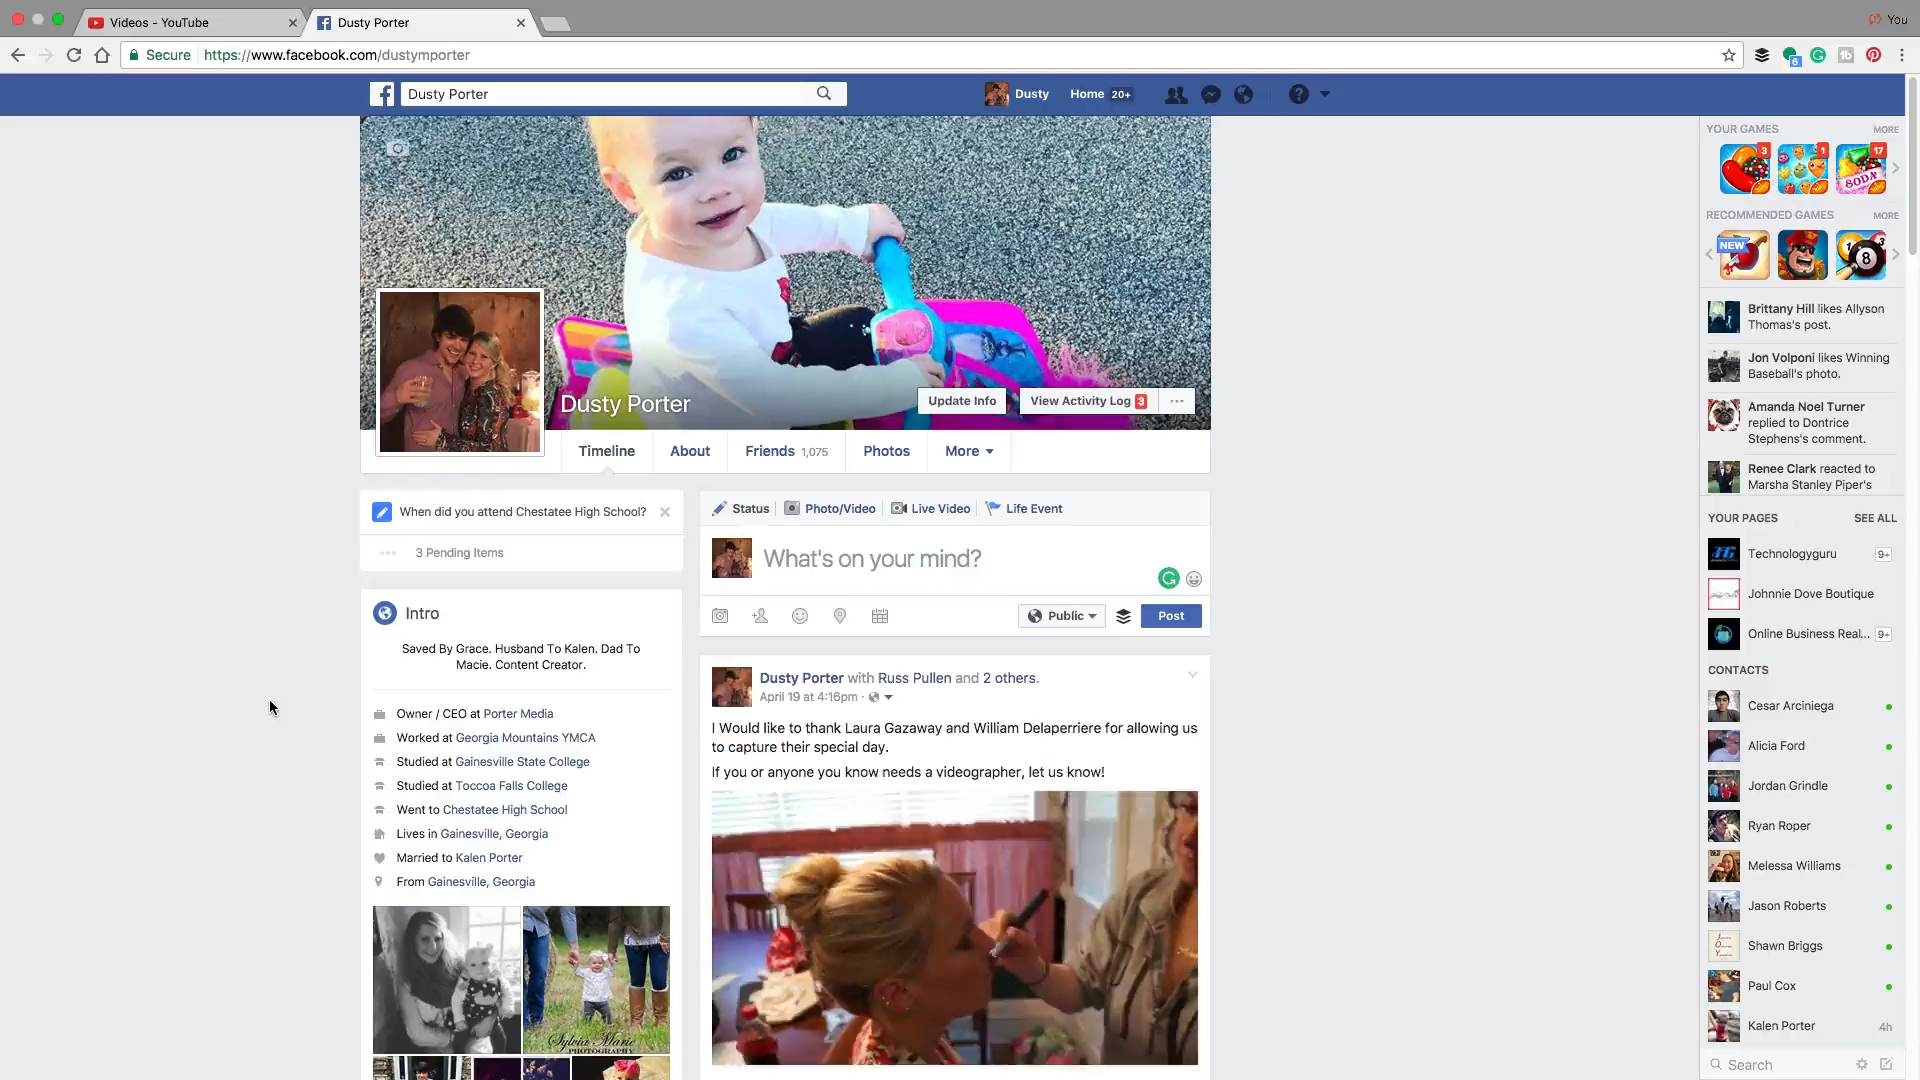 Videos - YouTube
Dusty Porter
You
Secure
https://www.facebook.com/dustymporter
6
Dusty Porter
Dusty
Home 20+
Dusty Porter
Update Info
View Activity Log 3
Timeline
About
Friends 1,075
Photos
More
When did you attend Chestatee High School?
3 Pending Items
Intro
Saved By Grace. Husband To Kalen. Dad To
Macie. Content Creator.
Owner / CEO at Porter Media
Worked at Georgia Mountains YMCA
Studied at Gainesville State College
Studied at Toccoa Falls College
Went to Chestatee High School
Lives in Gainesville, Georgia
Married to Kalen Porter
From Gainesville, Georgia
Sylvia Marie
PHOTOGRAPHY
Status
Photo/Video
Live Video
Life Event
What's on your mind?
Public
Post
Dusty Porter with Russ Pullen and 2 others.
April 19 at 4:16pm ·
I Would like to thank Laura Gazaway and William Delaperriere for allowing us
to capture their special day.
If you or anyone you know needs a videographer, let us know!
YOUR GAMES
MORE
3
1
17
SODA
RECOMMENDED GAMES
MORE
NEW
8
Brittany Hill likes Allyson
Thomas's post.
Jon Volponi likes Winning
Baseball's photo.
Amanda Noel Turner
replied to Dontrice
Stephens's comment.
Renee Clark reacted to
Marsha Stanley Piper's
YOUR PAGES
SEE ALL
Technologyguru 9+
Johnnie Dove Boutique
Online Business Real... 9+
CONTACTS
Cesar Arciniega
Alicia Ford
Jordan Grindle
Ryan Roper
Melessa Williams
Jason Roberts
Shawn Briggs
Paul Cox
Kalen Porter 4h
Search